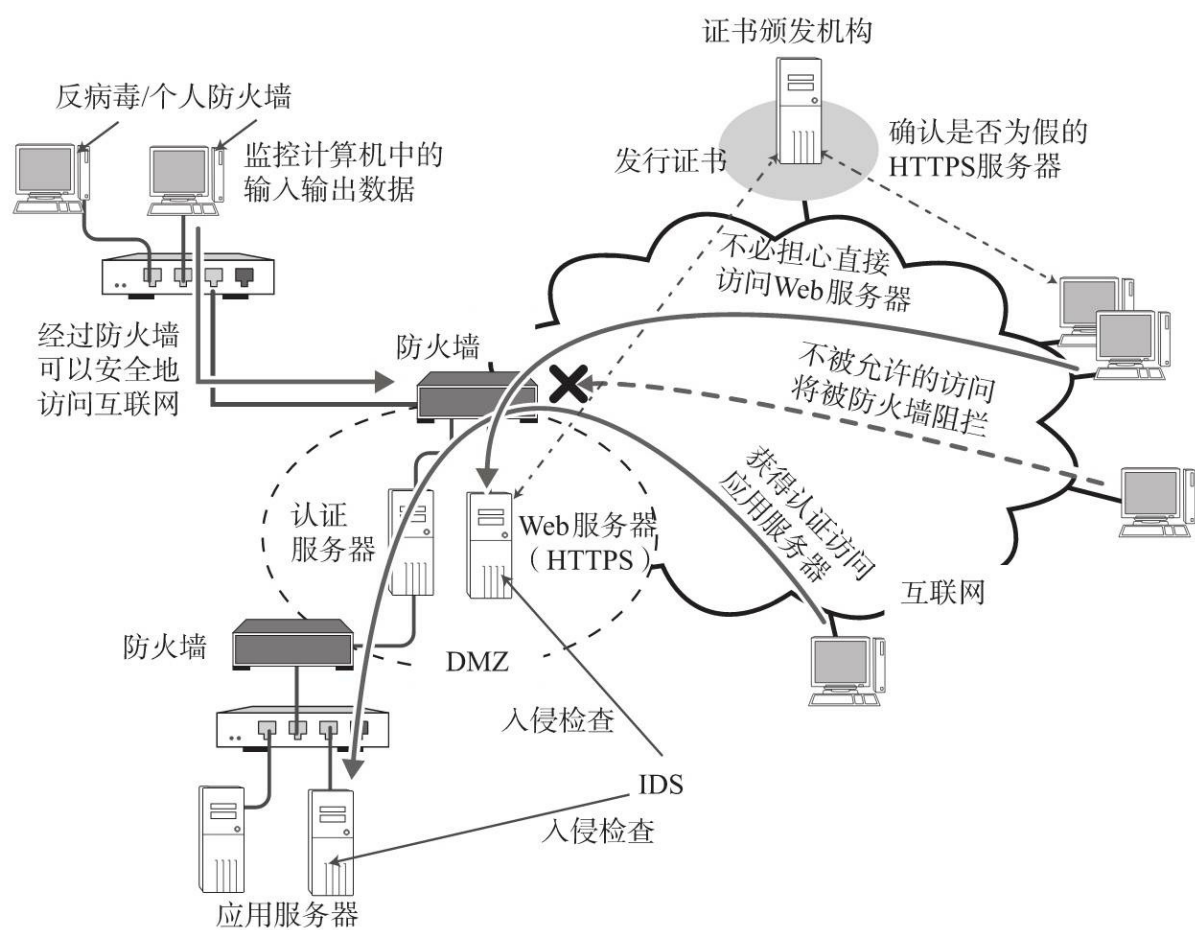 证书颁发机构
反病毒/个人防火墙
监控计算机中的
输入输出数据
发行证书
确认是否为假的
HTTPS服务器
不必担心直接
访问Web服务器
经过防火墙
可以安全地
访问互联网
防火墙
不被允许的访问
将被防火墙阻拦
获得认证访问
应用服务器
认证
服务器
Web服务器
(HTTPS)
互联网
防火墙
DMZ
入侵检查
IDS
入侵检查
应用服务器